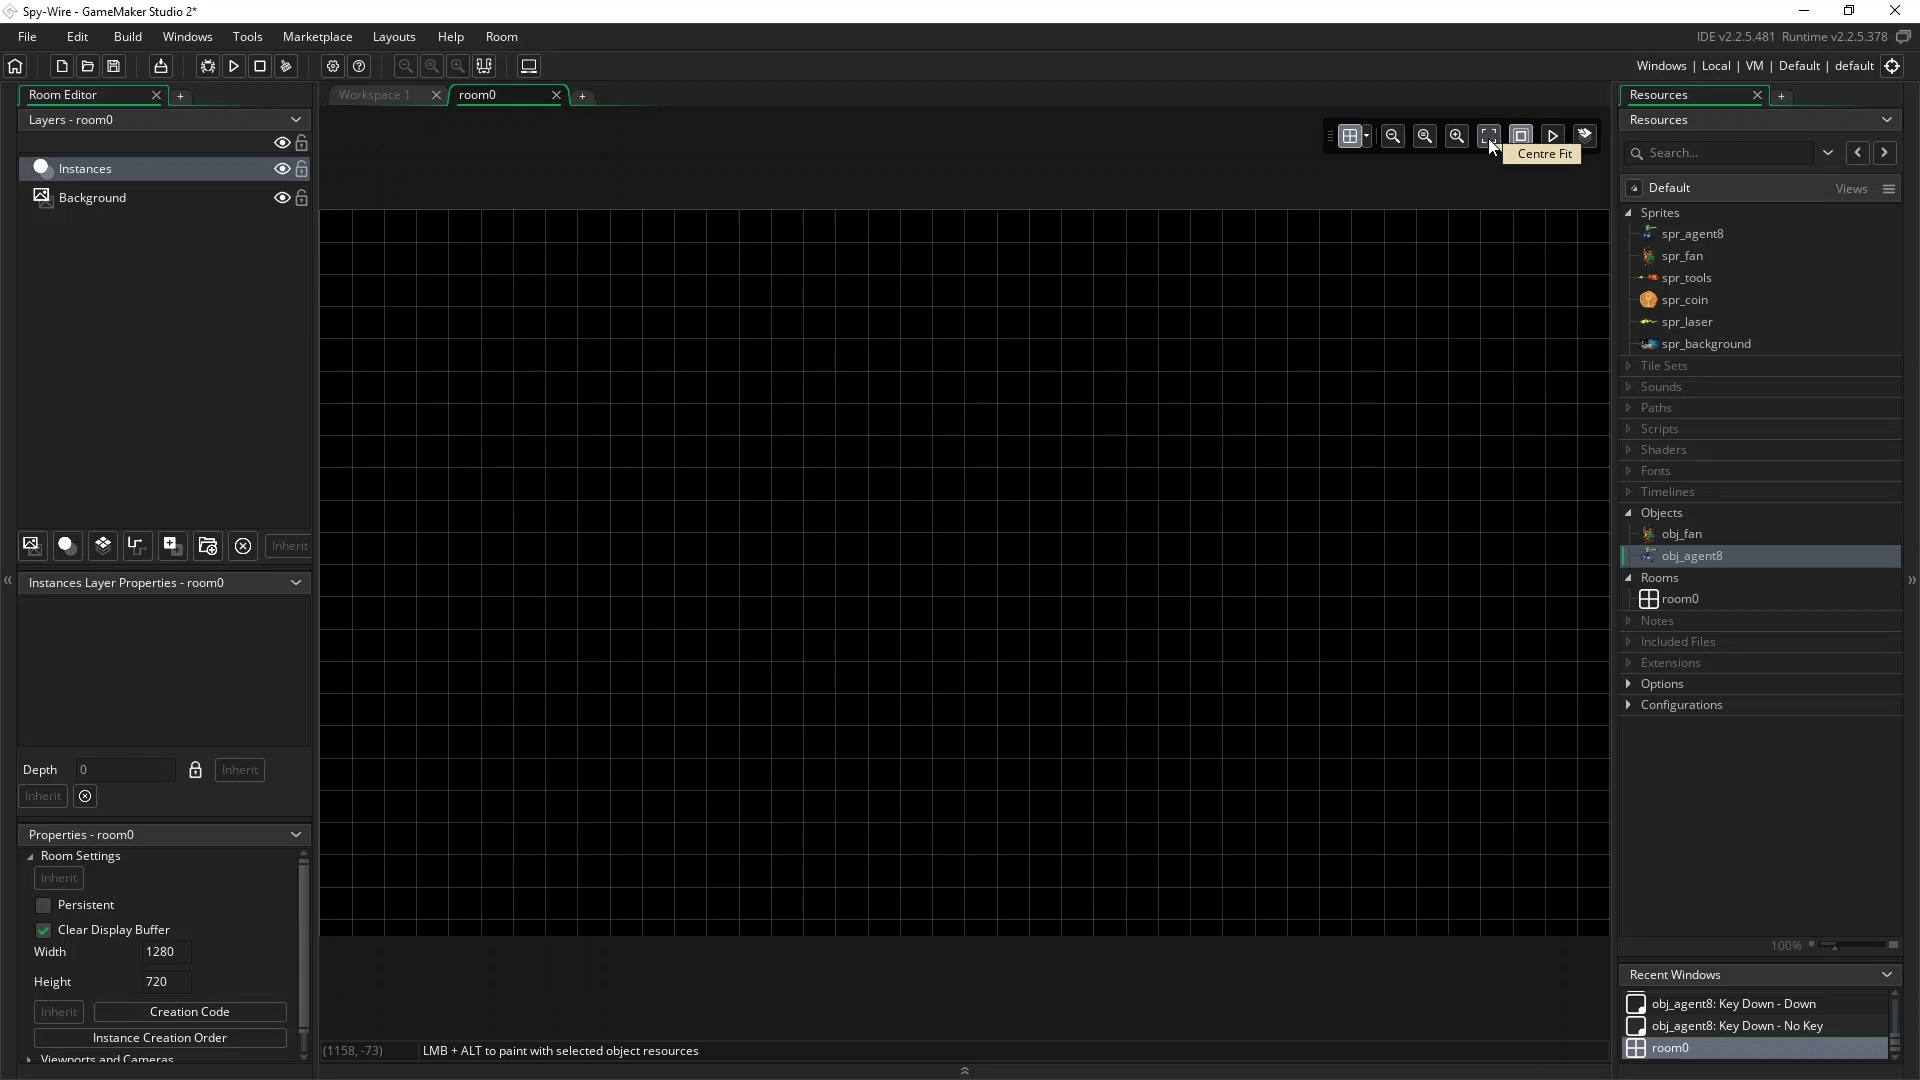 Spy-Wire - GameMaker Studio 2*
File Edit Build Windows Tools Marketplace Layouts Help Room
IDE v2.2.5.481 Runtime v2.2.5.378
Windows | Local | VM | Default | default
Room Editor
Workspace 1
room0
Resources
Layers - room0
Resources
Search...
Centre Fit
Instances
Background
Default
Views
Sprites
spr_agent8
spr_fan
spr_tools
spr_coin
spr_laser
spr_background
Tile Sets
Sounds
Paths
Scripts
Shaders
Fonts
Timelines
Objects
obj_fan
obj_agent8
Rooms
room0
Notes
Included Files
Extensions
Options
Configurations
Inherit
Instances Layer Properties - room0
Depth 0 Inherit
Inherit
Properties - room0
Room Settings
Inherit
Persistent
Clear Display Buffer
Width 1280
Height 720
Inherit Creation Code
Instance Creation Order
Viewports and Cameras
(1158, -73) LMB + ALT to paint with selected object resources
100%
Recent Windows
obj_agent8: Key Down - Down
obj_agent8: Key Down - No Key
room0